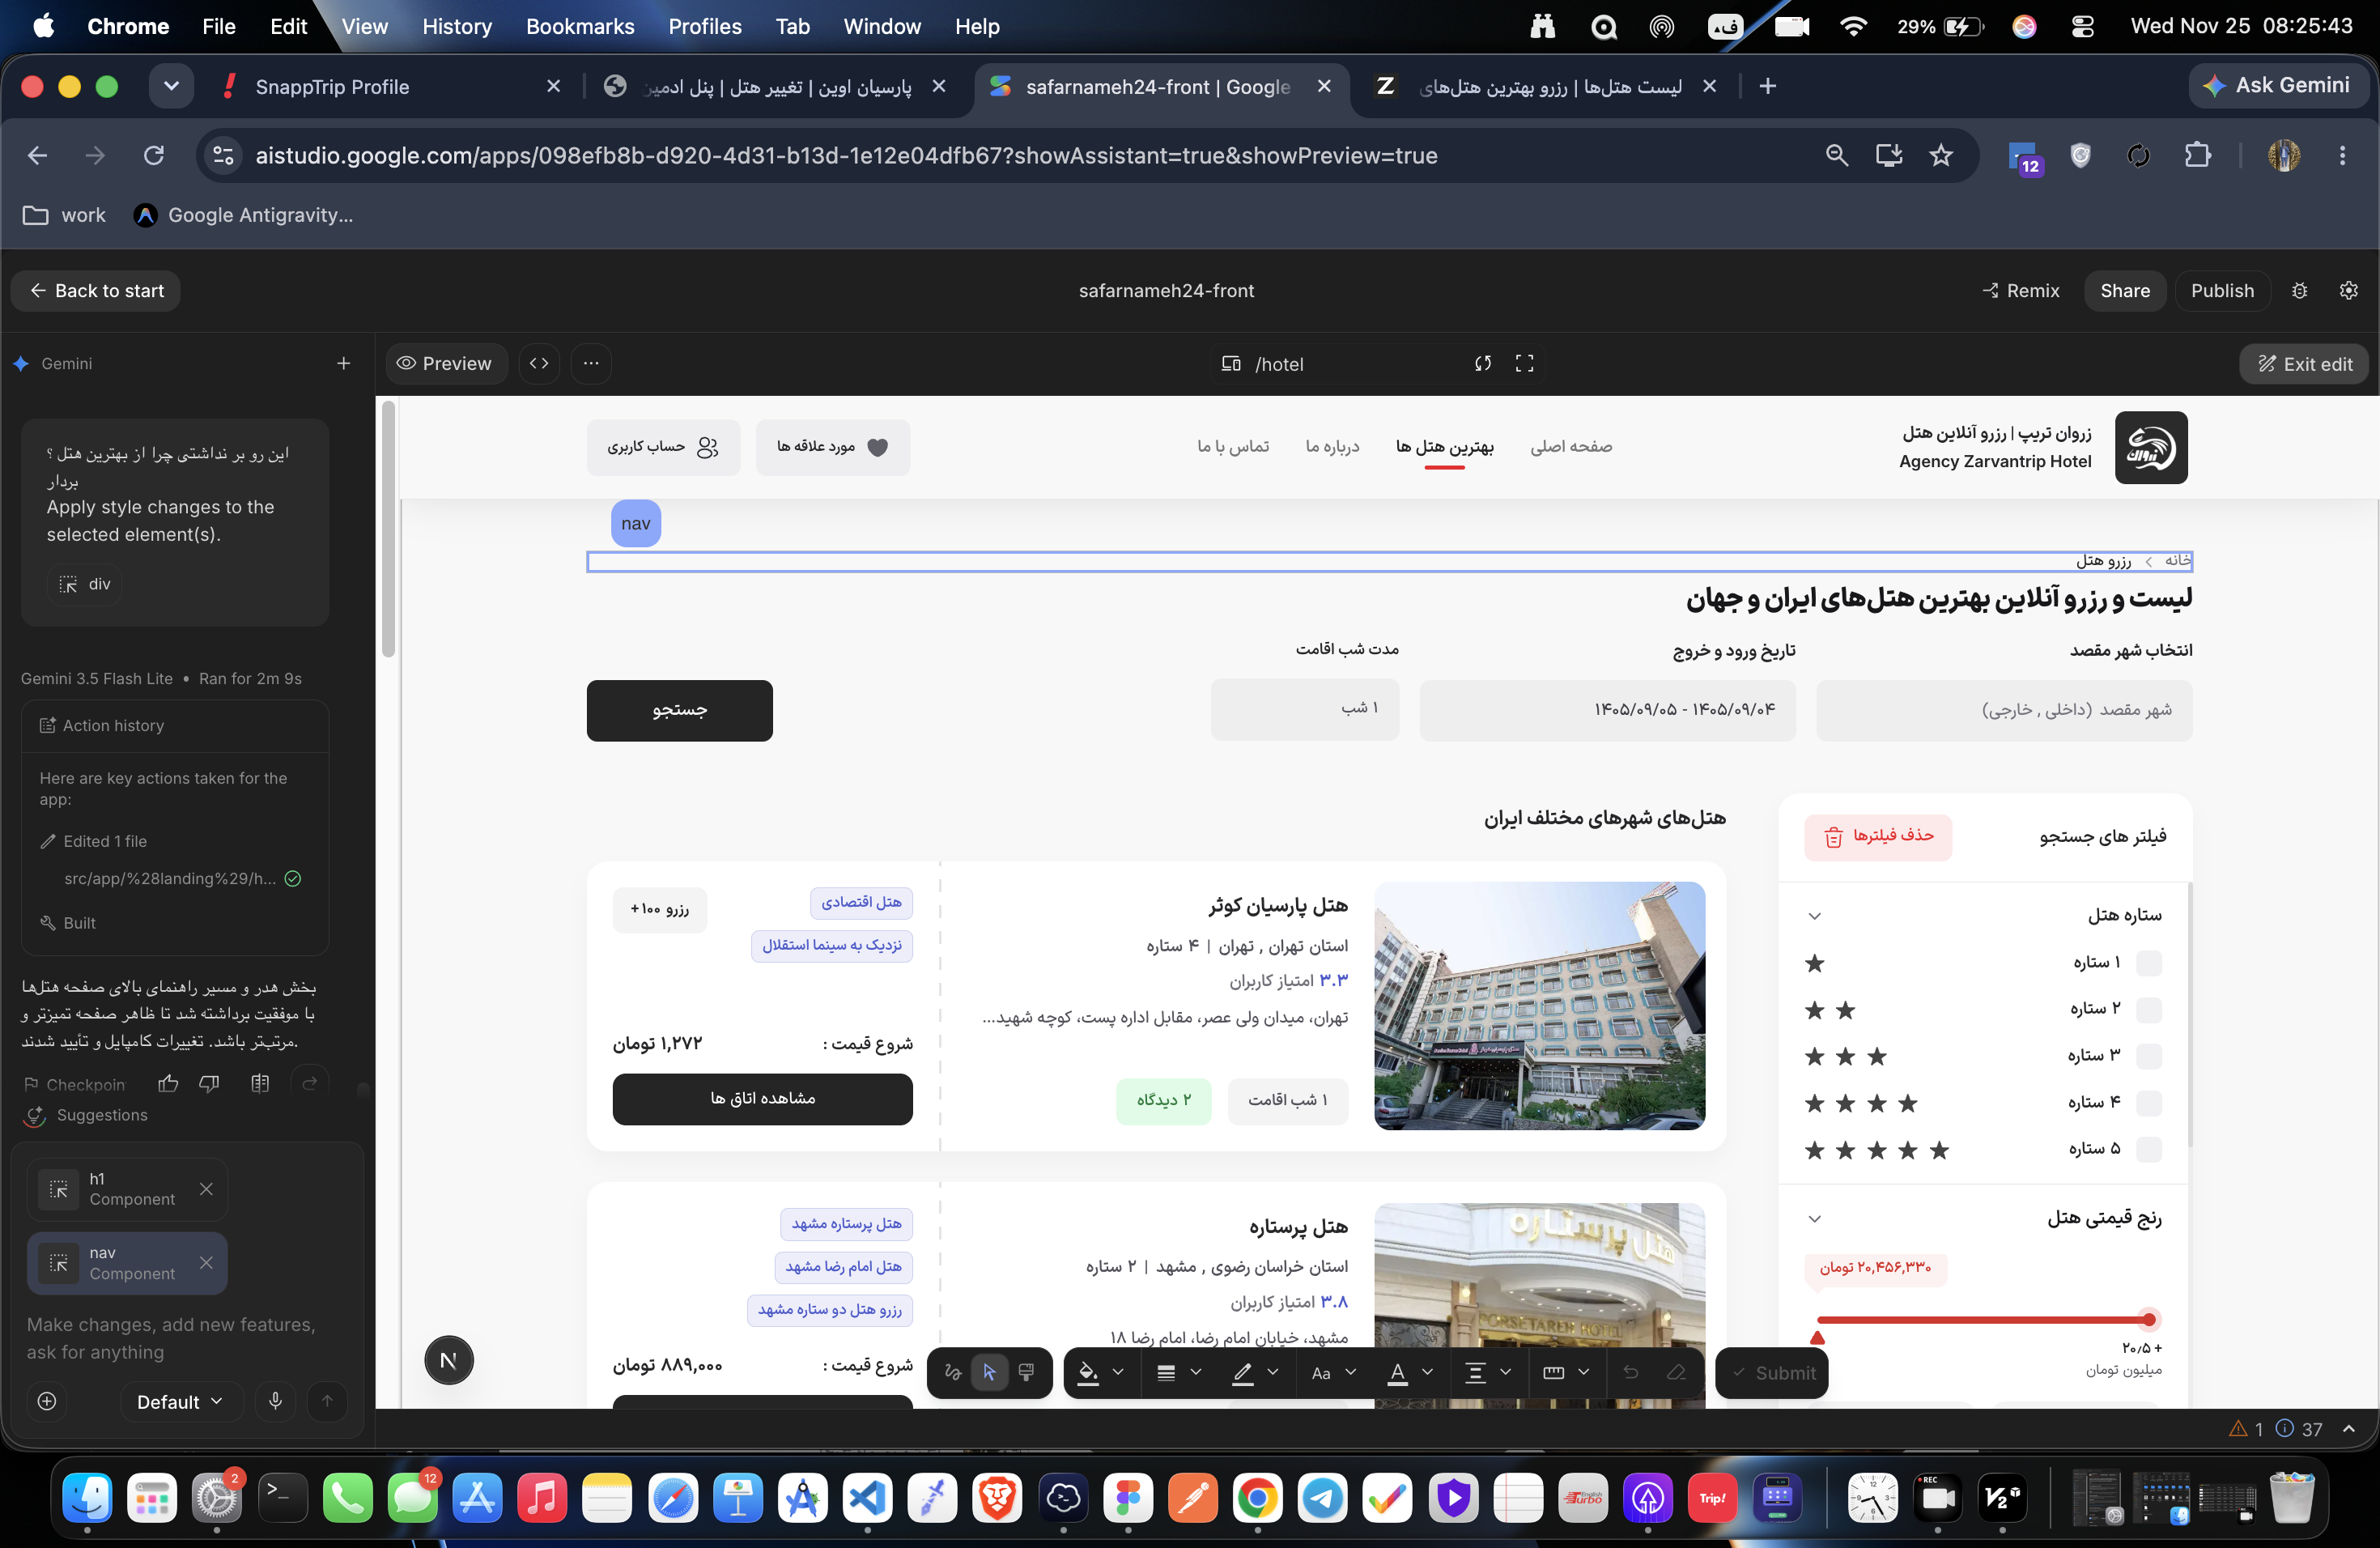 Chrome File Edit View History Bookmarks Profiles Tab Window Help
29% Wed Nov 25 08:25:43
SnappTrip Profile
پارسیان اوین | تغییر هتل | پنل ادمین
safarnameh24-front | Google
لیست هتل‌ها | رزرو بهترین هتل‌های
Ask Gemini
aistudio.google.com/apps/098efb8b-d920-4d31-b13d-1e12e04dfb67?showAssistant=true&showPreview=true
12
work
Google Antigravity...
Back to start
safarnameh24-front
Remix
Share
Publish
Gemini
Preview
/hotel
Exit edit
این رو بر نداشتی چرا از بهترین هتل ؟
بردار
Apply style changes to the
selected element(s).
div
Gemini 3.5 Flash Lite • Ran for 2m 9s
Action history
Here are key actions taken for the
app:
Edited 1 file
src/app/%28landing%29/h...
Built
بخش هدر و مسیر راهنمای بالای صفحه هتل‌ها
با موفقیت برداشته شد تا ظاهر صفحه تمیزتر و
مرتب‌تر باشد. تغییرات کامپایل و تأیید شدند.
Checkpoin
Suggestions
h1
Component
nav
Component
Make changes, add new features,
ask for anything
Default
زروان تریپ | رزرو آنلاین هتل
Agency Zarvantrip Hotel
زروان
صفحه اصلی
بهترین هتل ها
درباره ما
تماس با ما
مورد علاقه ها
حساب کاربری
nav
خانه
رزرو هتل
لیست و رزرو آنلاین بهترین هتل‌های ایران و جهان
انتخاب شهر مقصد
تاریخ ورود و خروج
مدت شب اقامت
شهر مقصد (داخلی , خارجی)
۱۴۰۵/۰۹/۰۴ - ۱۴۰۵/۰۹/۰۵
۱ شب
جستجو
فیلتر های جستجو
حذف فیلترها
ستاره هتل
۱ ستاره
۲ ستاره
۳ ستاره
۴ ستاره
۵ ستاره
رنج قیمتی هتل
۲۰,۴۵۶,۳۳۰ تومان
+ ۲۰٫۵
میلیون تومان
هتل‌های شهرهای مختلف ایران
هتل پارسیان کوثر
استان تهران , تهران | ۴ ستاره
۳.۳ امتیاز کاربران
تهران، میدان ولی عصر، مقابل اداره پست، کوچه شهید...
۱ شب اقامت
۲ دیدگاه
هتل اقتصادی
نزدیک به سینما استقلال
رزرو ۱۰۰+
شروع قیمت :
۱,۲۷۲ تومان
مشاهده اتاق ها
هتل پرستاره
استان خراسان رضوی , مشهد | ۲ ستاره
۳.۸ امتیاز کاربران
مشهد، خیابان امام رضا، امام رضا ۱۸
هتل پرستاره مشهد
هتل امام رضا مشهد
رزرو هتل دو ستاره مشهد
شروع قیمت :
۸۸۹,۰۰۰ تومان
هتل پرستاره
PORSETAREH HOTEL
N
Aa
A
Submit
1
37
2
12
English
Turbo
Trip!
REC
V2